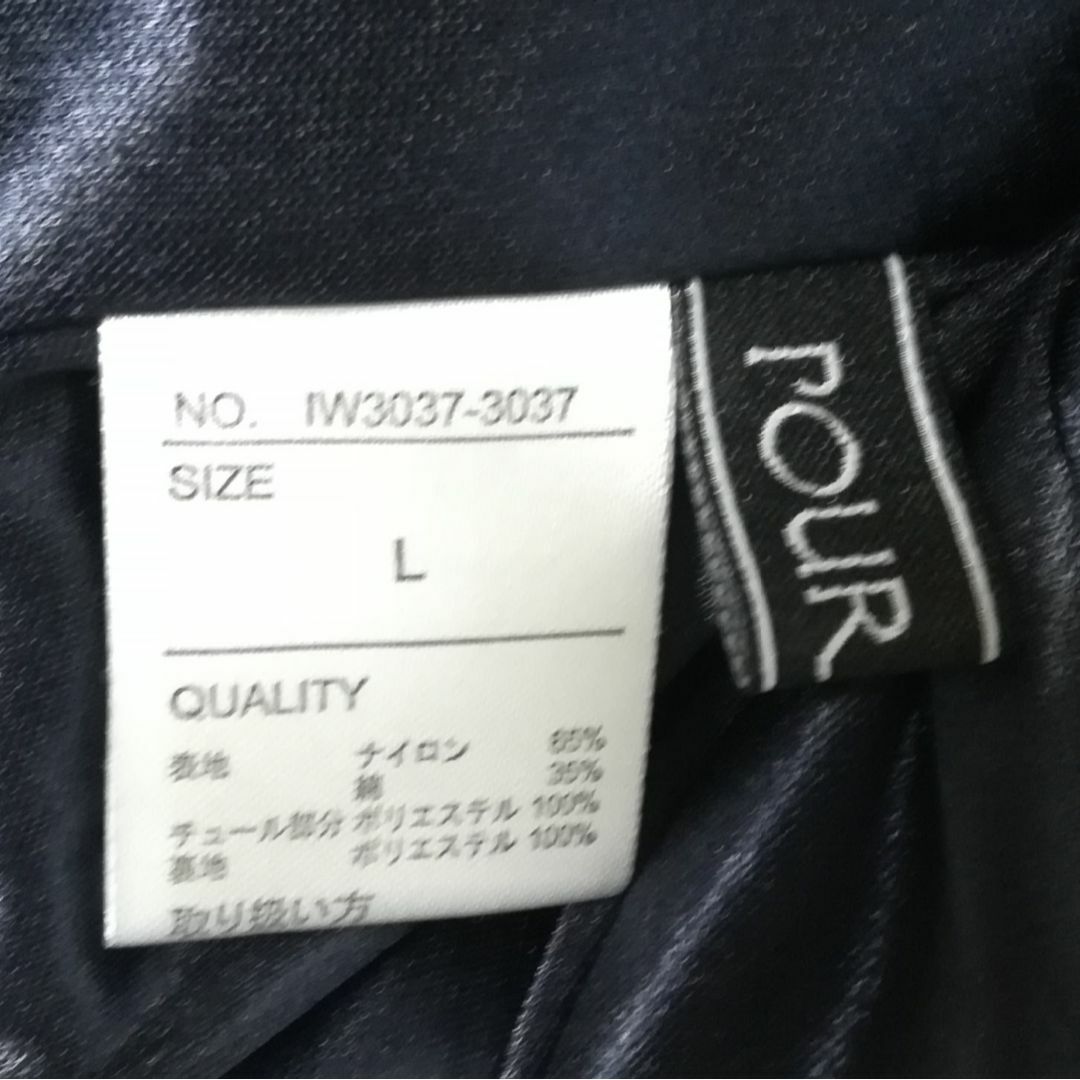 NO. IW3037-3037
SIZE
L
QUALITY
表地 ナイロン 65%
綿 35%
チュール部分 ポリエステル 100%
裏地 ポリエステル 100%
取り扱い方
POUR